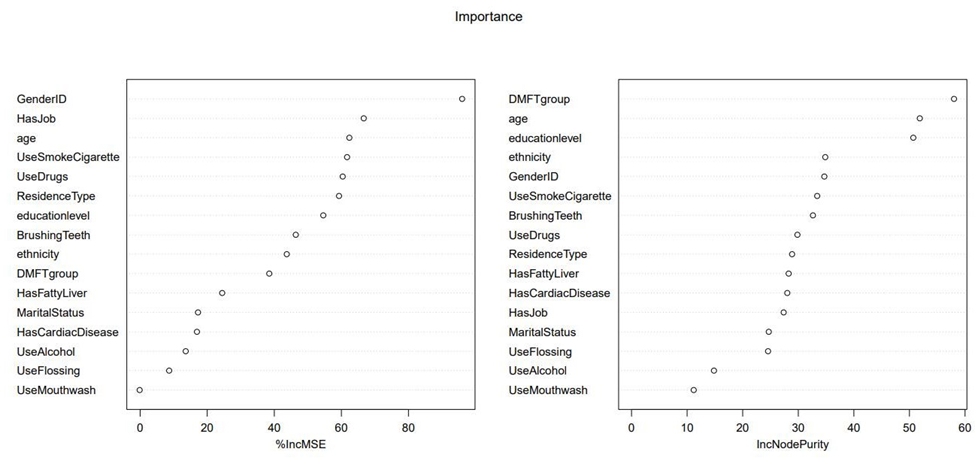 Importance
GenderID
HasJob
age
UseSmokeCigarette
UseDrugs
ResidenceType
educationlevel
BrushingTeeth
ethnicity
DMFTgroup
HasFattyLiver
MaritalStatus
HasCardiacDisease
UseAlcohol
UseFlossing
UseMouthwash
0 20 40 60 80
%IncMSE
DMFTgroup
age
educationlevel
ethnicity
GenderID
UseSmokeCigarette
BrushingTeeth
UseDrugs
ResidenceType
HasFattyLiver
HasCardiacDisease
HasJob
MaritalStatus
UseFlossing
UseAlcohol
UseMouthwash
0 10 20 30 40 50 60
IncNodePurity